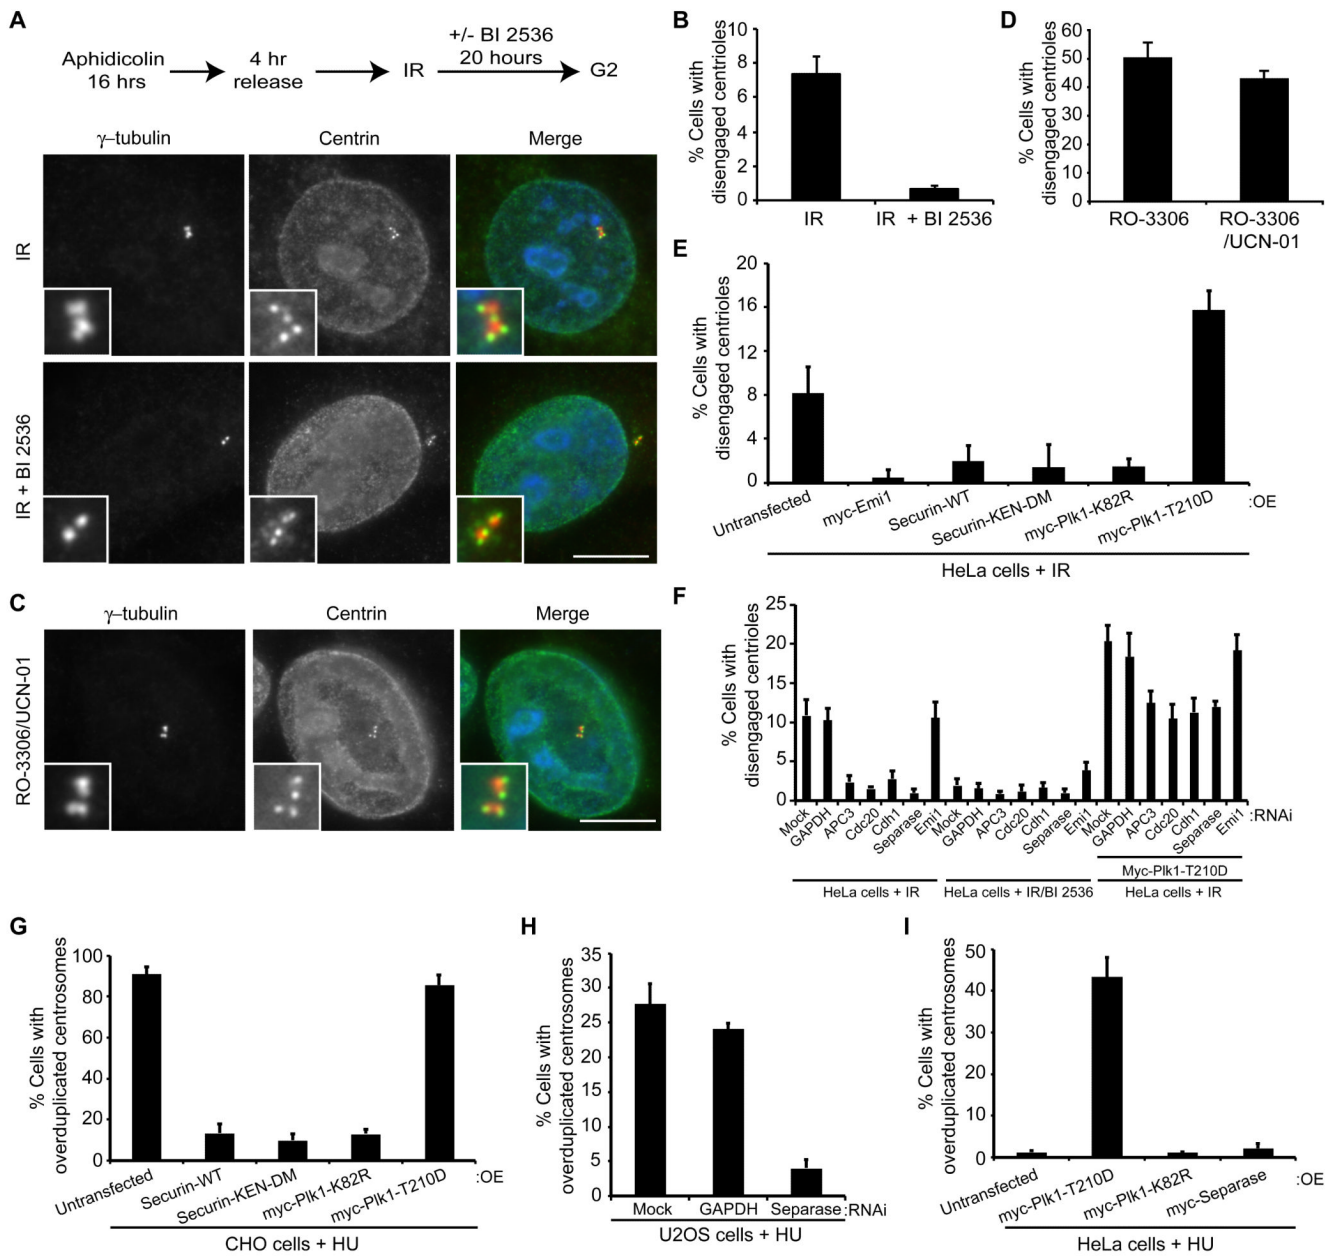 A
Aphidicolin
16 hrs
4 hr
release
IR
+/- BI 2536
20 hours
G2
γ–tubulin
Centrin
Merge
IR
IR + BI 2536
B
% Cells with
disengaged centrioles
10
8
6
4
2
0
IR
IR + BI 2536
D
% Cells with
disengaged centrioles
60
50
40
30
20
10
0
RO-3306
RO-3306
/UCN-01
E
% Cells with
disengaged centrioles
20
16
12
8
4
0
Untransfected
myc-Emi1
Securin-WT
Securin-KEN-DM
myc-Plk1-K82R
myc-Plk1-T210D
:OE
HeLa cells + IR
C
γ–tubulin
Centrin
Merge
RO-3306/UCN-01
F
% Cells with
disengaged centrioles
25
20
15
10
5
0
Mock
GAPDH
APC3
Cdc20
Cdh1
Separase
Emi1
Mock
GAPDH
APC3
Cdc20
Cdh1
Separase
Emi1
Mock
GAPDH
APC3
Cdc20
Cdh1
Separase
Emi1
:RNAi
Myc-Plk1-T210D
HeLa cells + IR
HeLa cells + IR/BI 2536
HeLa cells + IR
G
% Cells with
overduplicated centrosomes
100
80
60
40
20
0
Untransfected
Securin-WT
Securin-KEN-DM
myc-Plk1-K82R
myc-Plk1-T210D
:OE
CHO cells + HU
H
% Cells with
overduplicated centrosomes
35
30
25
20
15
10
5
0
Mock
GAPDH
Separase
:RNAi
U2OS cells + HU
I
% Cells with
overduplicated centrosomes
50
40
30
20
10
0
Untransfected
myc-Plk1-T210D
myc-Plk1-K82R
myc-Separase
:OE
HeLa cells + HU